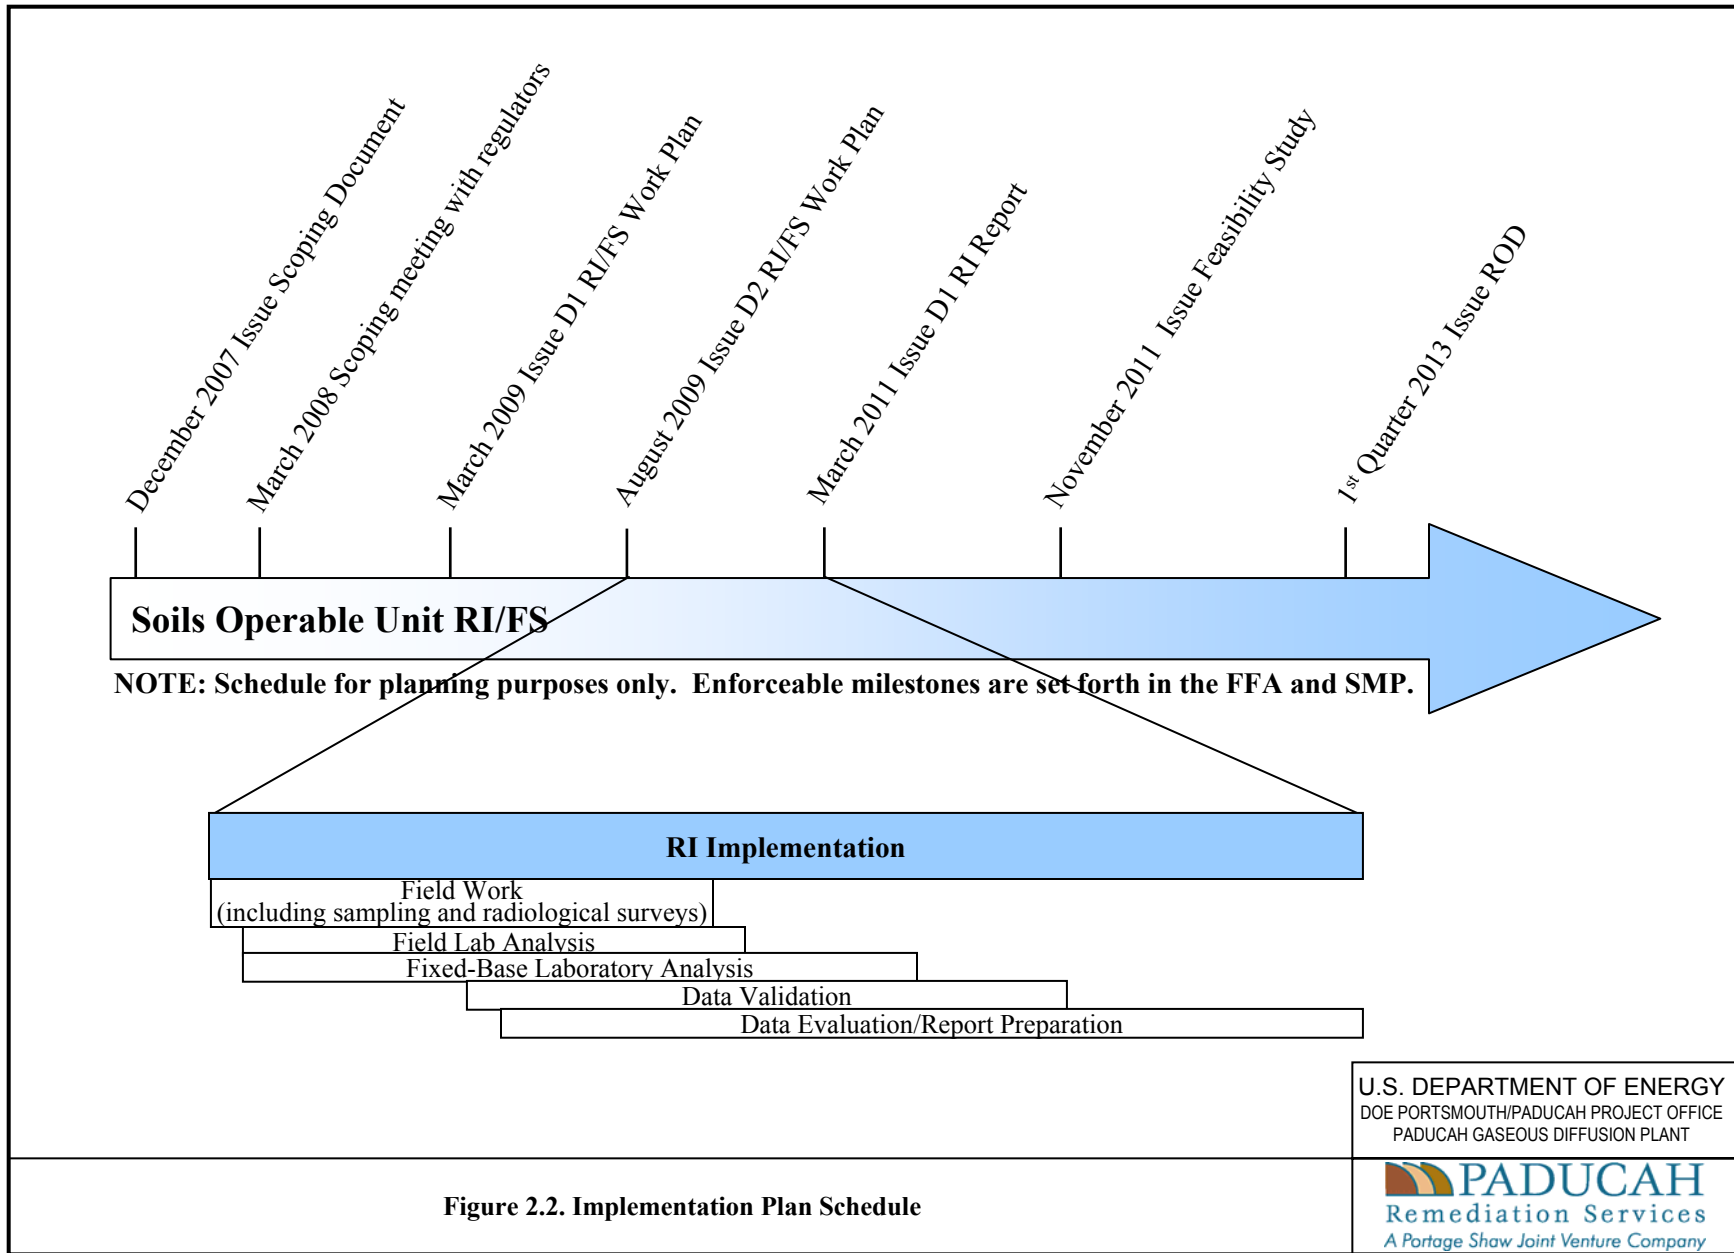 December 2007 Issue Scoping Document
March 2008 Scoping meeting with regulators
March 2009 Issue D1 RI/FS Work Plan
August 2009 Issue D2 RI/FS Work Plan
March 2011 Issue D1 RI Report
November 2011 Issue Feasibility Study
1st Quarter 2013 Issue ROD
Soils Operable Unit RI/FS
NOTE: Schedule for planning purposes only. Enforceable milestones are set forth in the FFA and SMP.
RI Implementation
Field Work
(including sampling and radiological surveys)
Field Lab Analysis
Fixed-Base Laboratory Analysis
Data Validation
Data Evaluation/Report Preparation
U.S. DEPARTMENT OF ENERGY
DOE PORTSMOUTH/PADUCAH PROJECT OFFICE
PADUCAH GASEOUS DIFFUSION PLANT
Figure 2.2. Implementation Plan Schedule
PADUCAH
Remediation Services
A Portage Shaw Joint Venture Company